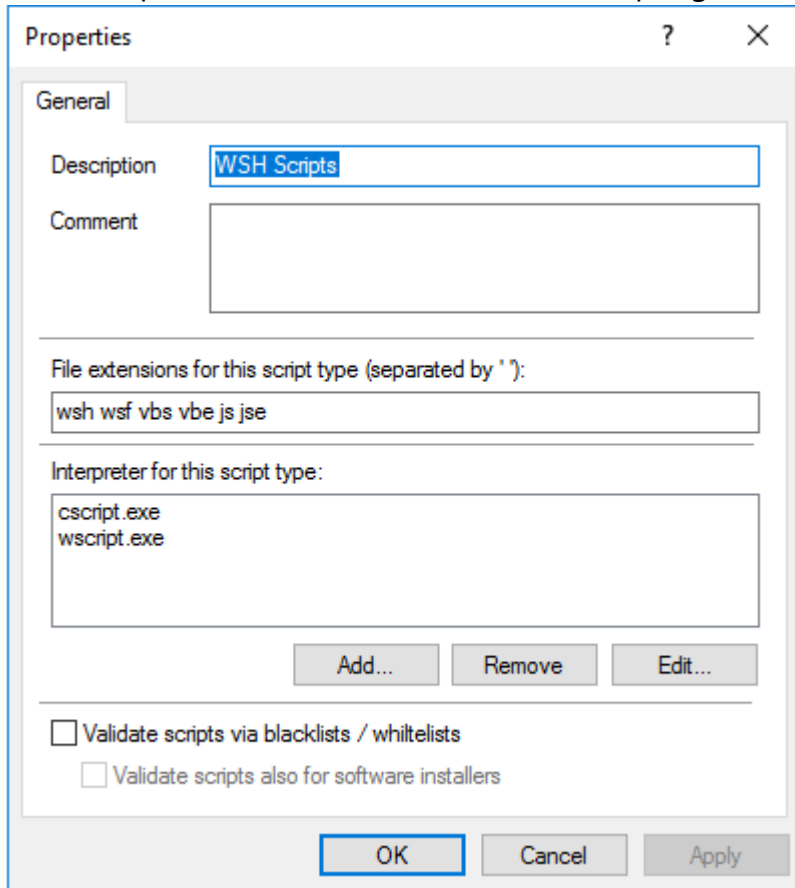 Properties
?
General
Description
WSH Scripts
Comment
File extensions for this script type (separated by ' '):
wsh wsf vbs vbe js jse
Interpreter for this script type:
cscript.exe
wscript.exe
Add...
Remove
Edit...
Validate scripts via blacklists / whiltelists
Validate scripts also for software installers
OK
Cancel
Apply